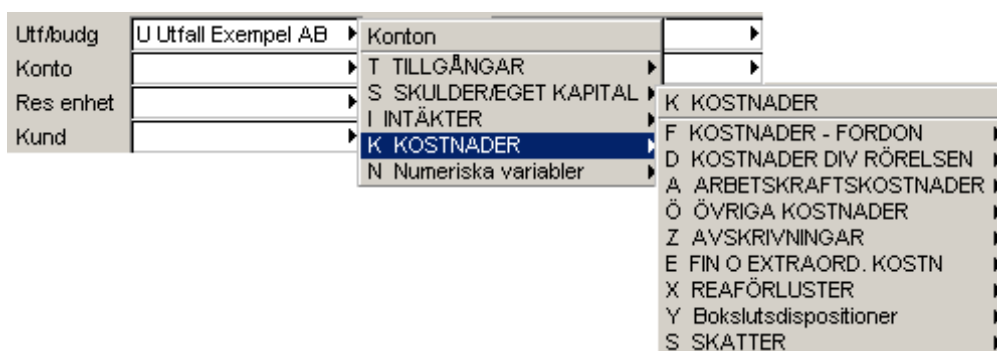 Utf/budg U Utfall Exempel AB
Konto
Res enhet
Kund
Konton
T TILLGÅNGAR
S SKULDER/EGET KAPITAL
I INTÄKTER
K KOSTNADER
N Numeriska variabler
K KOSTNADER
F KOSTNADER - FORDON
D KOSTNADER DIV RÖRELSEN
A ARBETSKRAFTSKOSTNADER
Ö ÖVRIGA KOSTNADER
Z AVSKRIVNINGAR
E FIN O EXTRAORD. KOSTN
X REAFÖRLUSTER
Y Bokslutsdispositioner
S SKATTER